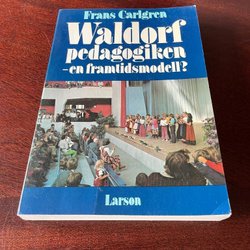 Frans Carlgren
Waldorf
pedagogiken
-en framtidsmodell?
Larson